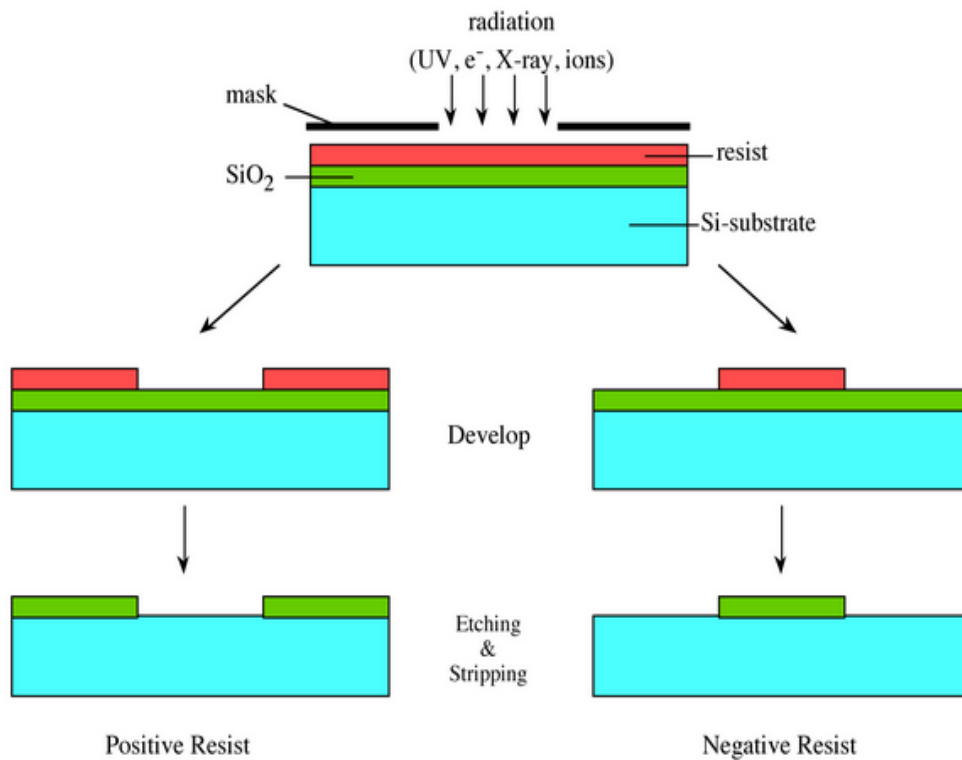 radiation
(UV, e⁻, X-ray, ions)
mask
resist
SiO₂
Si-substrate
Develop
Etching
&
Stripping
Positive Resist
Negative Resist